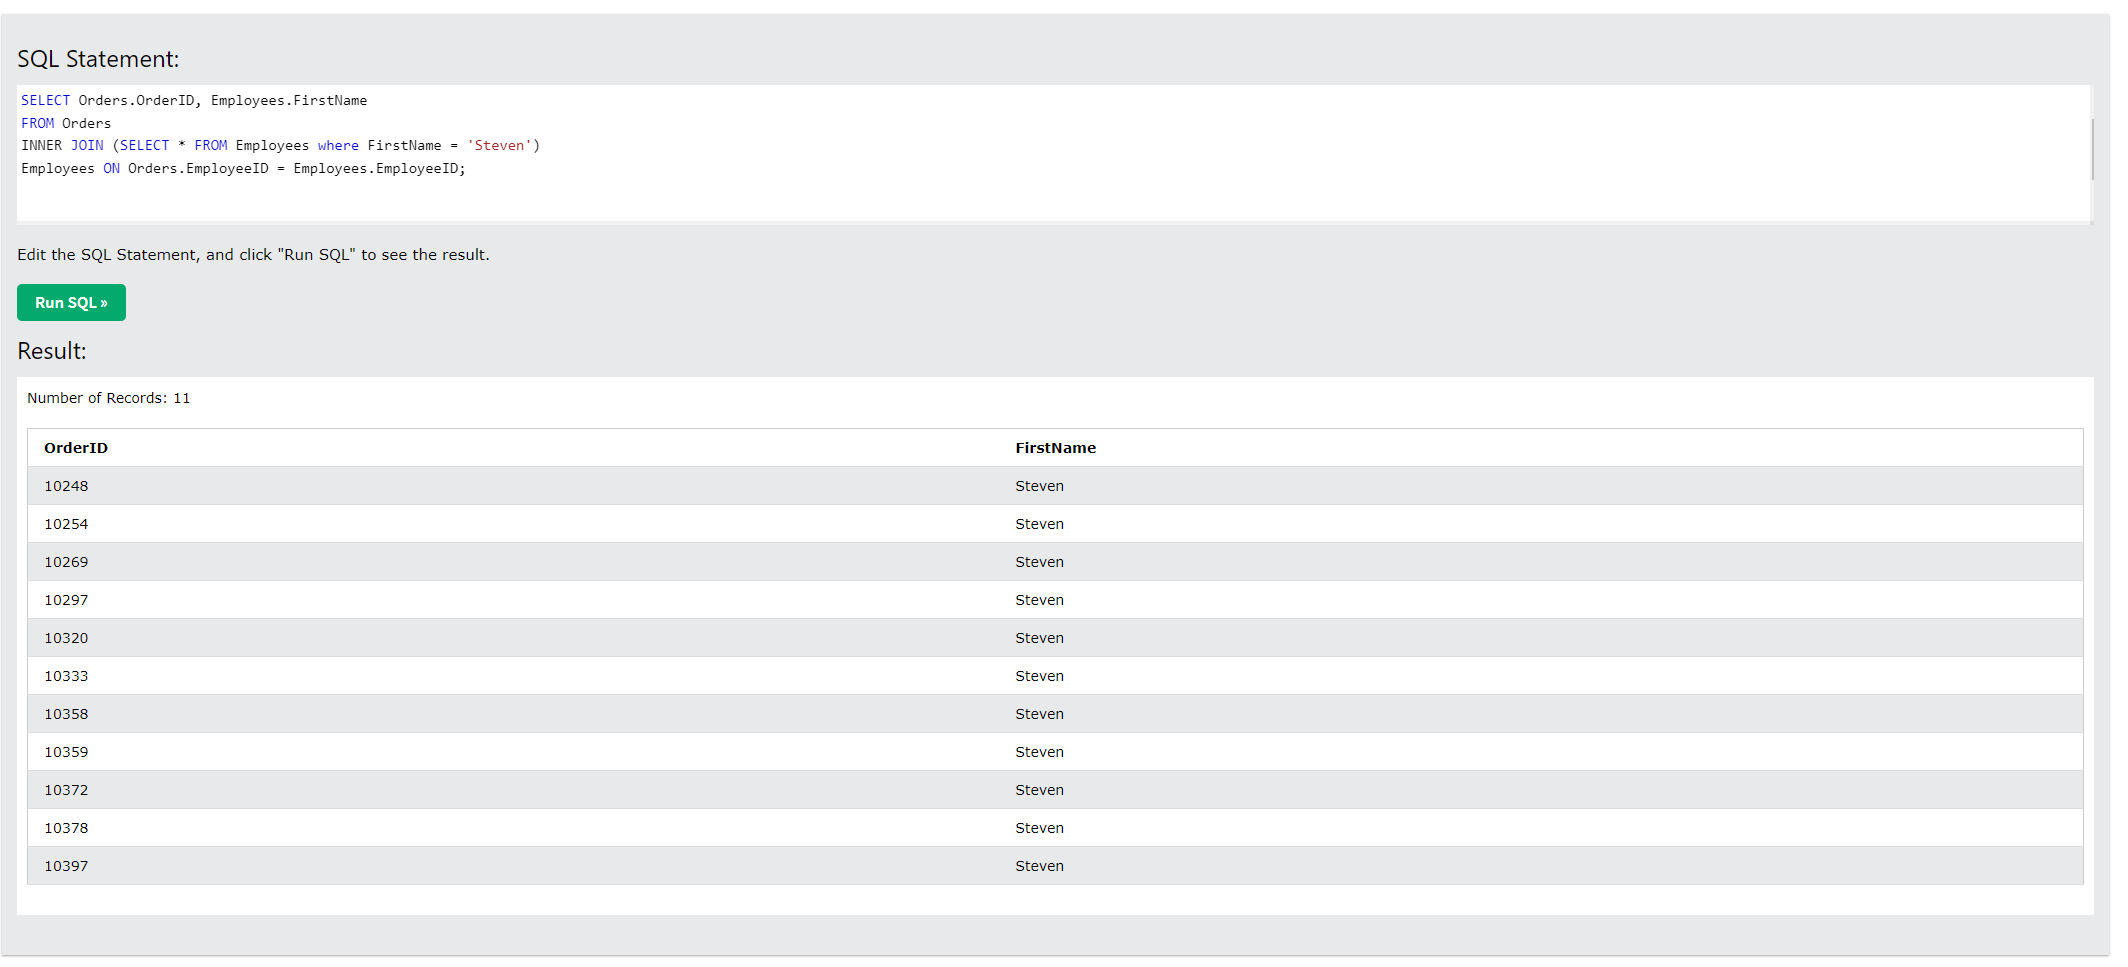 SQL Statement:
SELECT Orders.OrderID, Employees.FirstName
FROM Orders
INNER JOIN (SELECT * FROM Employees where FirstName = 'Steven')
Employees ON Orders.EmployeeID = Employees.EmployeeID;
Edit the SQL Statement, and click "Run SQL" to see the result.
Run SQL »
Result:
Number of Records: 11
OrderID FirstName
10248 Steven
10254 Steven
10269 Steven
10297 Steven
10320 Steven
10333 Steven
10358 Steven
10359 Steven
10372 Steven
10378 Steven
10397 Steven